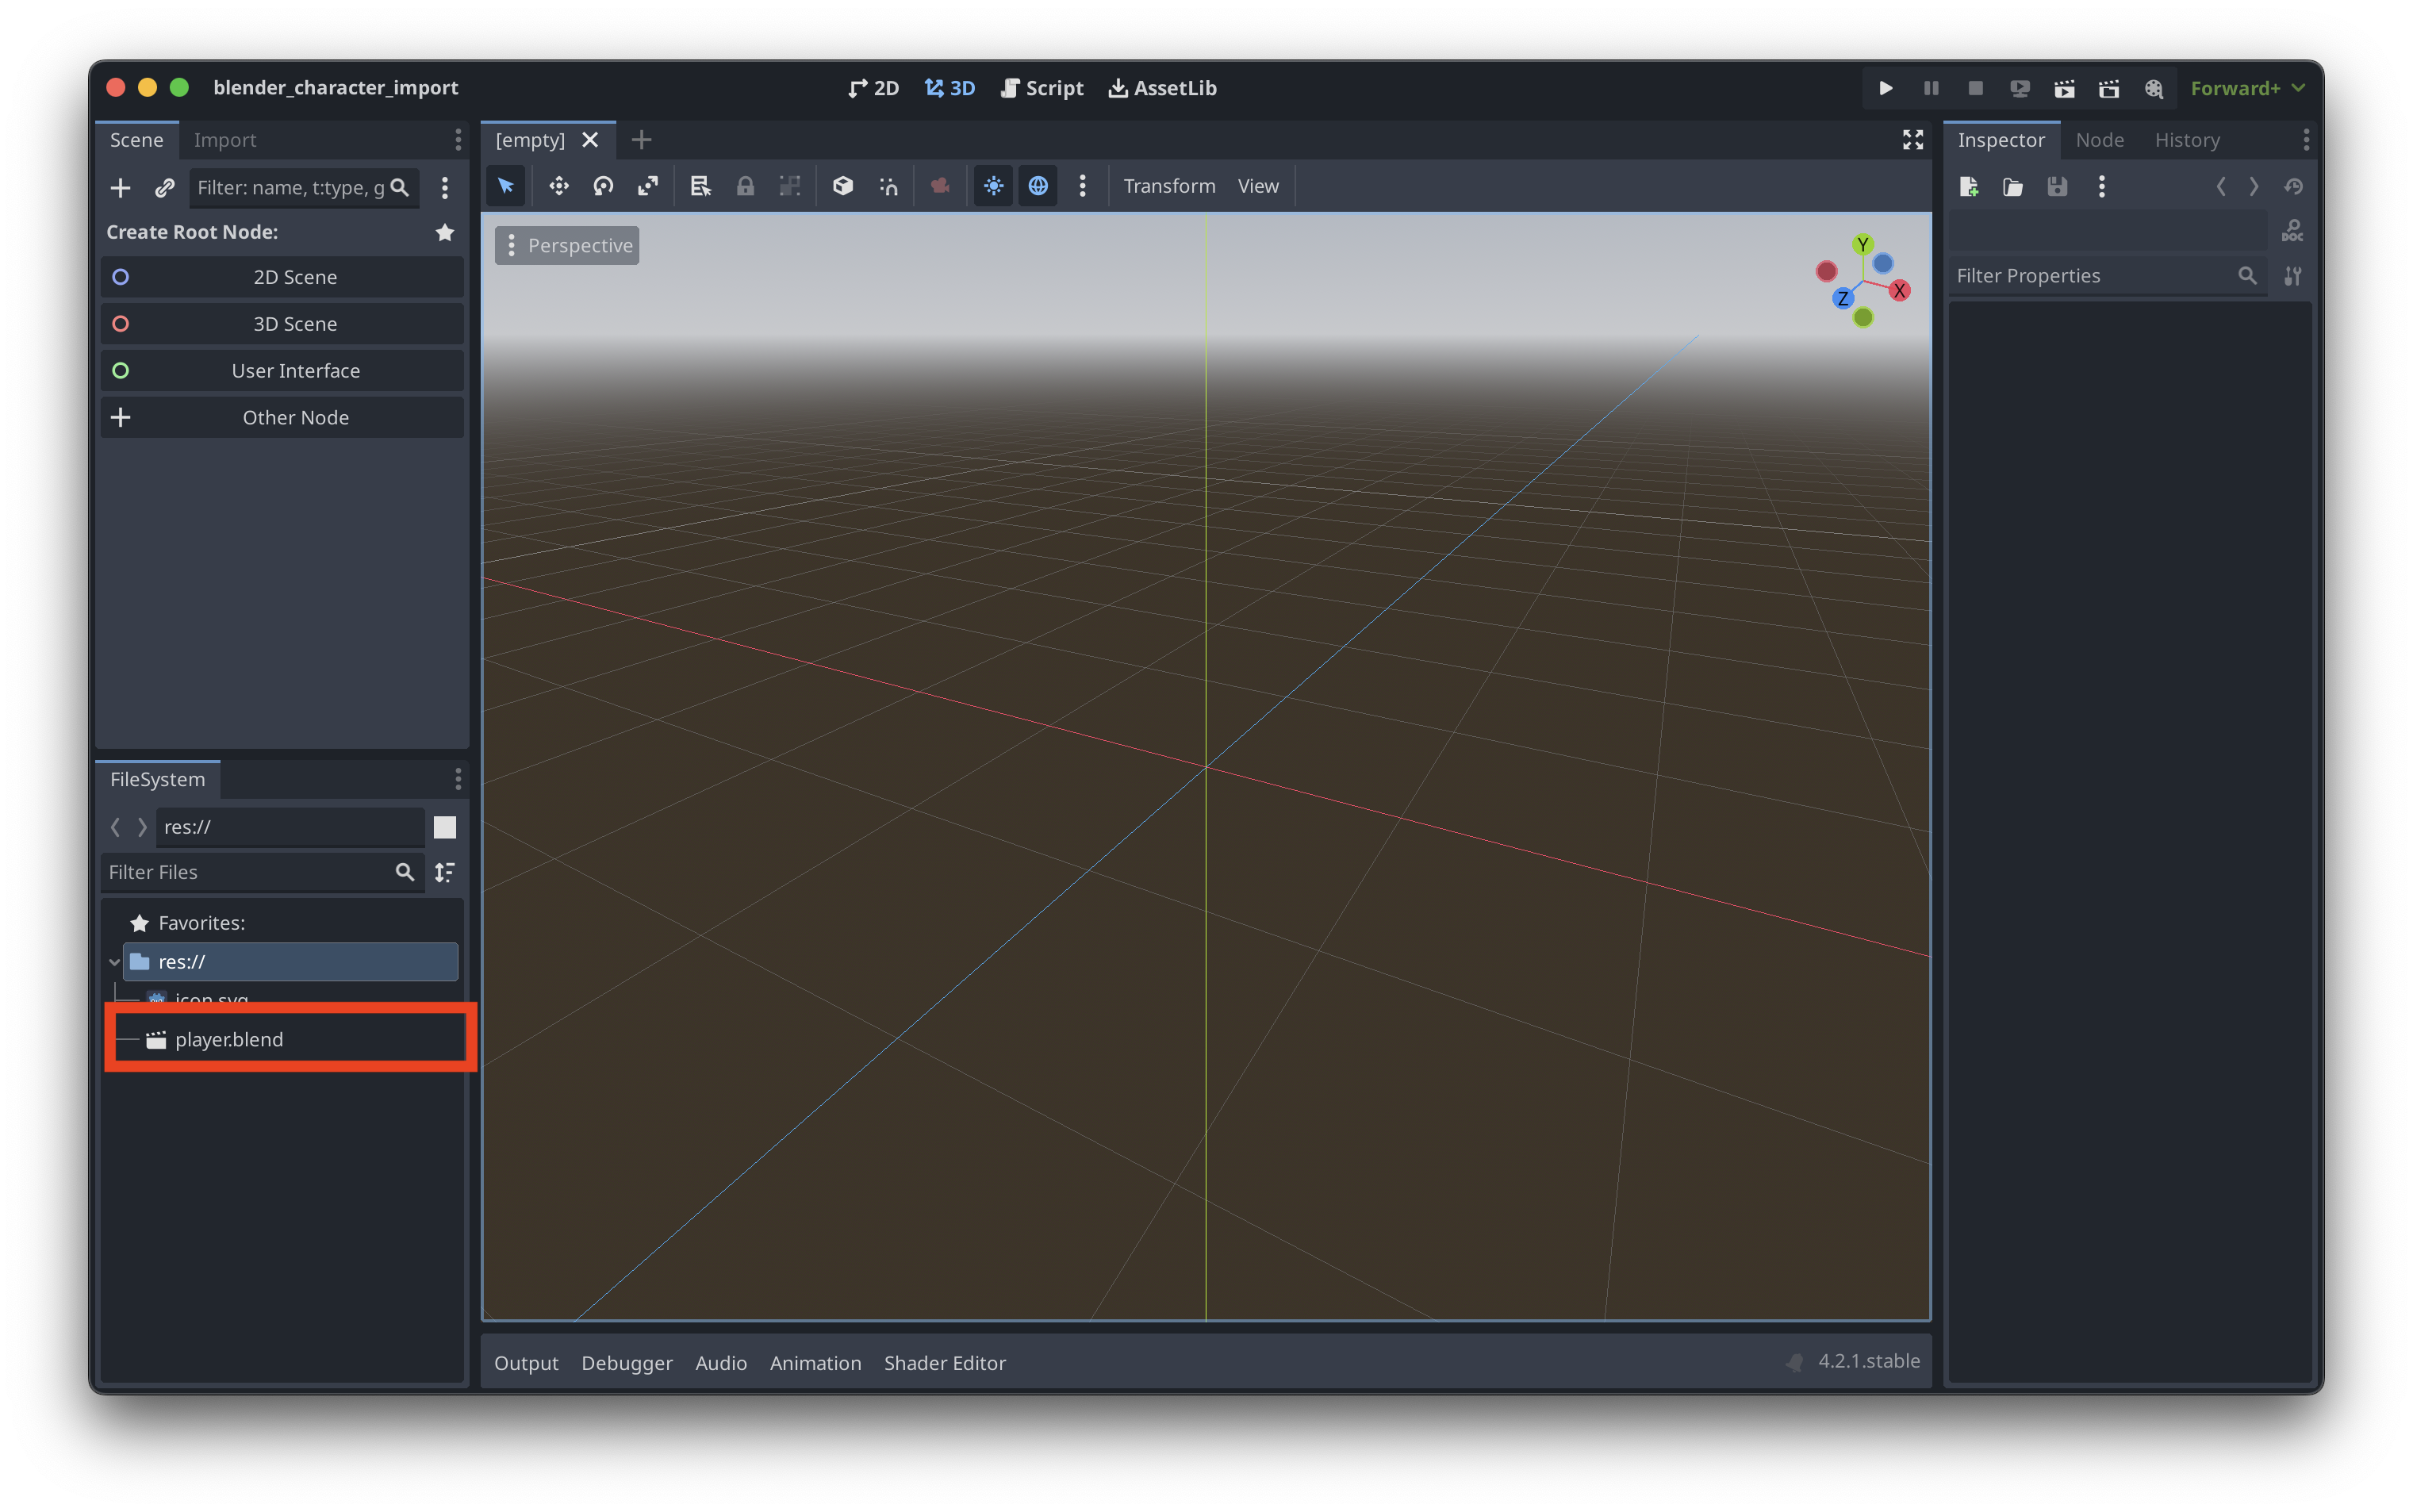 blender_character_import
2D
3D
Script
AssetLib
Forward+
Scene
Import
Filter: name, t:type, g
Create Root Node:
2D Scene
3D Scene
User Interface
Other Node
[empty]
Transform
View
Perspective
Y
X
Z
Inspector
Node
History
DOC
Filter Properties
FileSystem
res://
Filter Files
Favorites:
res://
icon.svg
player.blend
Output
Debugger
Audio
Animation
Shader Editor
4.2.1.stable